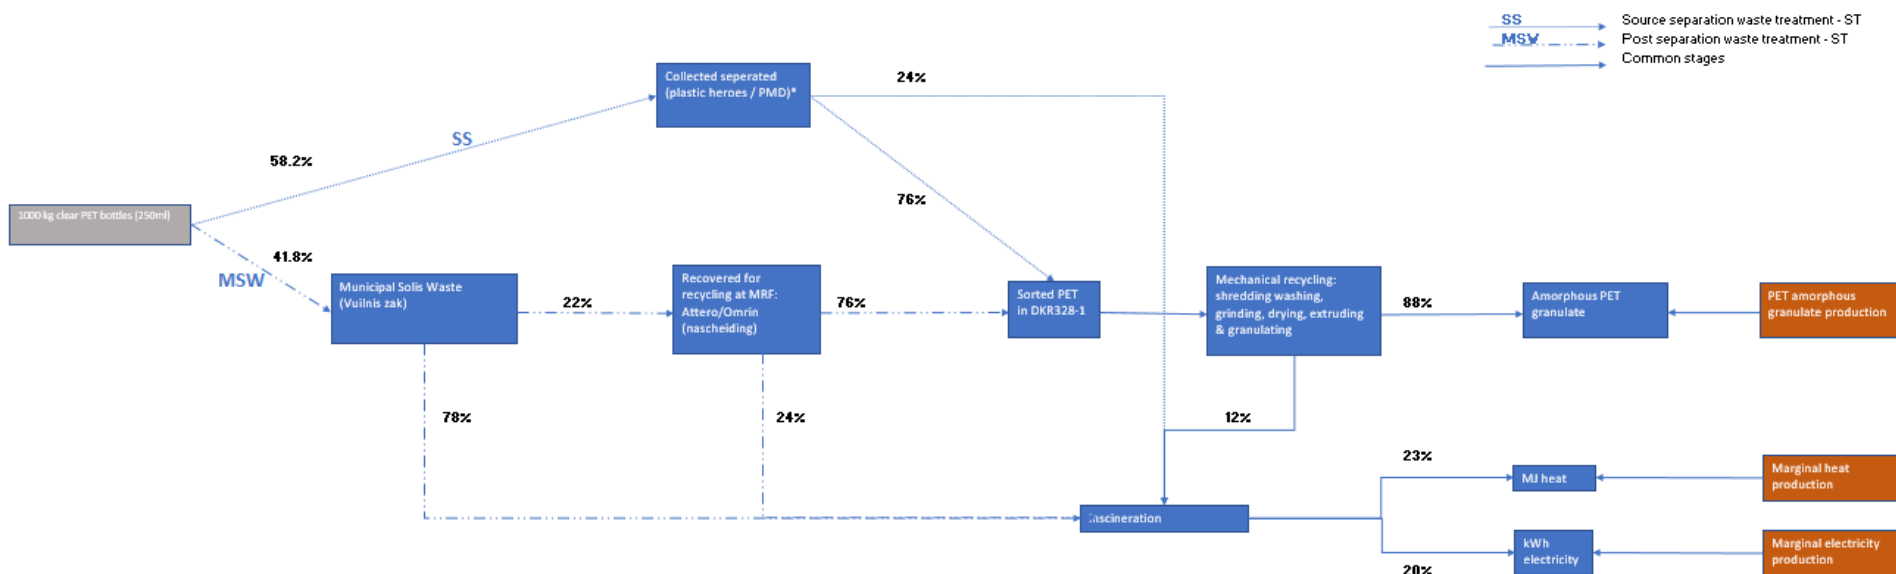 SS
Source separation waste treatment - ST
MSW
Post separation waste treatment - ST
Common stages
Collected seperated
(plastic heroes / PMD)*
24%
SS
58.2%
76%
1000 kg clear PET bottles (250ml)
41.8%
MSW
Municipal Solis Waste
(Vuilnis zak)
22%
Recovered for
recycling at MRF:
Attero/Omrin
(nascheiding)
76%
Sorted PET
in DKR328-1
Mechanical recycling:
shredding washing,
grinding, drying, extruding
& granulating
88%
Amorphous PET
granulate
PET amorphous
granulate production
78%
24%
12%
23%
MJ heat
Marginal heat
production
Inscineration
kWh
electricity
Marginal electricity
production
20%